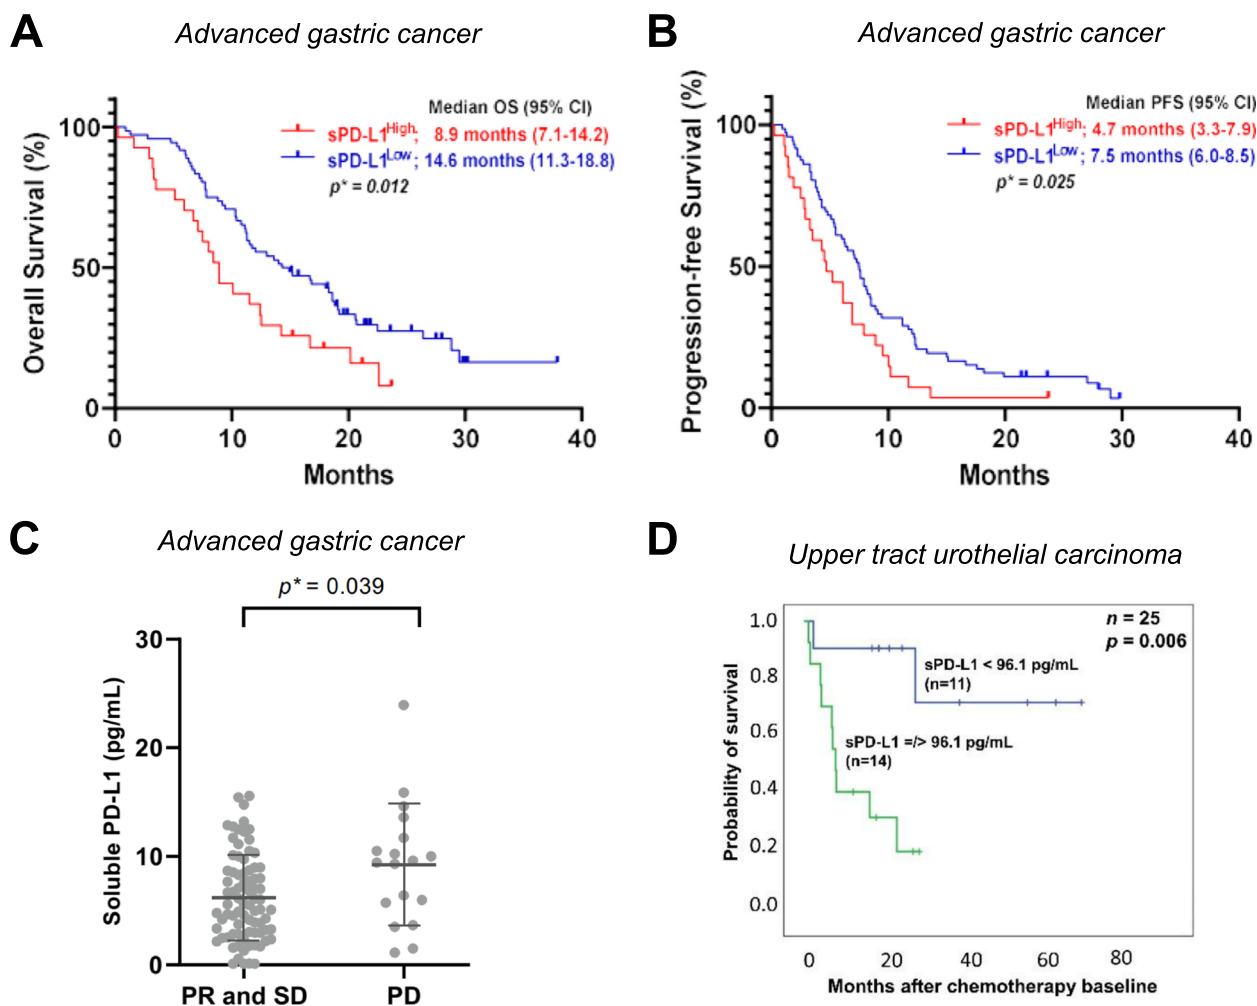 A
Advanced gastric cancer
Median OS (95% CI)
sPD-L1High; 8.9 months (7.1-14.2)
sPD-L1Low; 14.6 months (11.3-18.8)
p* = 0.012
Overall Survival (%)
100
50
0
0 10 20 30 40
Months
B
Advanced gastric cancer
Median PFS (95% CI)
sPD-L1High; 4.7 months (3.3-7.9)
sPD-L1Low; 7.5 months (6.0-8.5)
p* = 0.025
Progression-free Survival (%)
100
50
0
0 10 20 30 40
Months
C
Advanced gastric cancer
p* = 0.039
Soluble PD-L1 (pg/mL)
30
20
10
0
PR and SD PD
D
Upper tract urothelial carcinoma
n = 25
p = 0.006
sPD-L1 < 96.1 pg/mL
(n=11)
sPD-L1 =/> 96.1 pg/mL
(n=14)
Probability of survival
1.0
0.8
0.6
0.4
0.2
0.0
0 20 40 60 80
Months after chemotherapy baseline